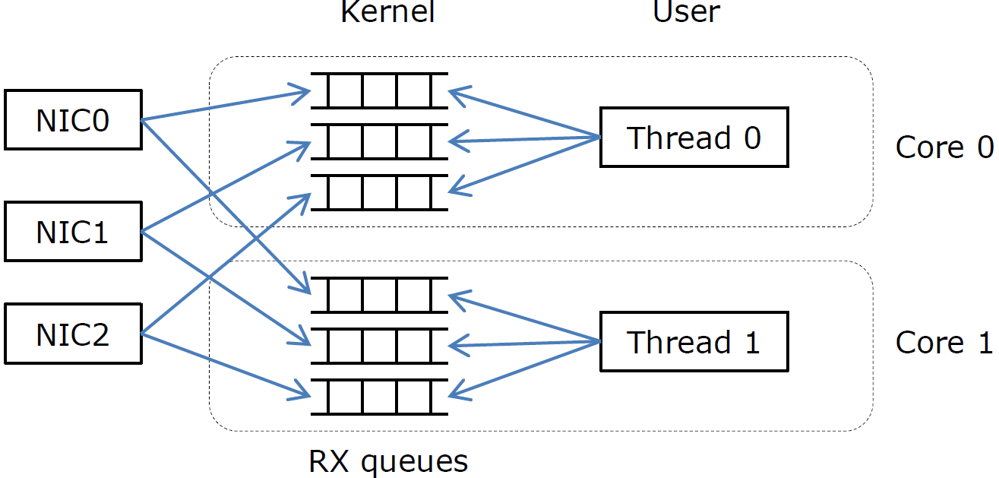 Kernel
User
NIC0
Thread 0
Core 0
NIC1
NIC2
Thread 1
Core 1
RX queues